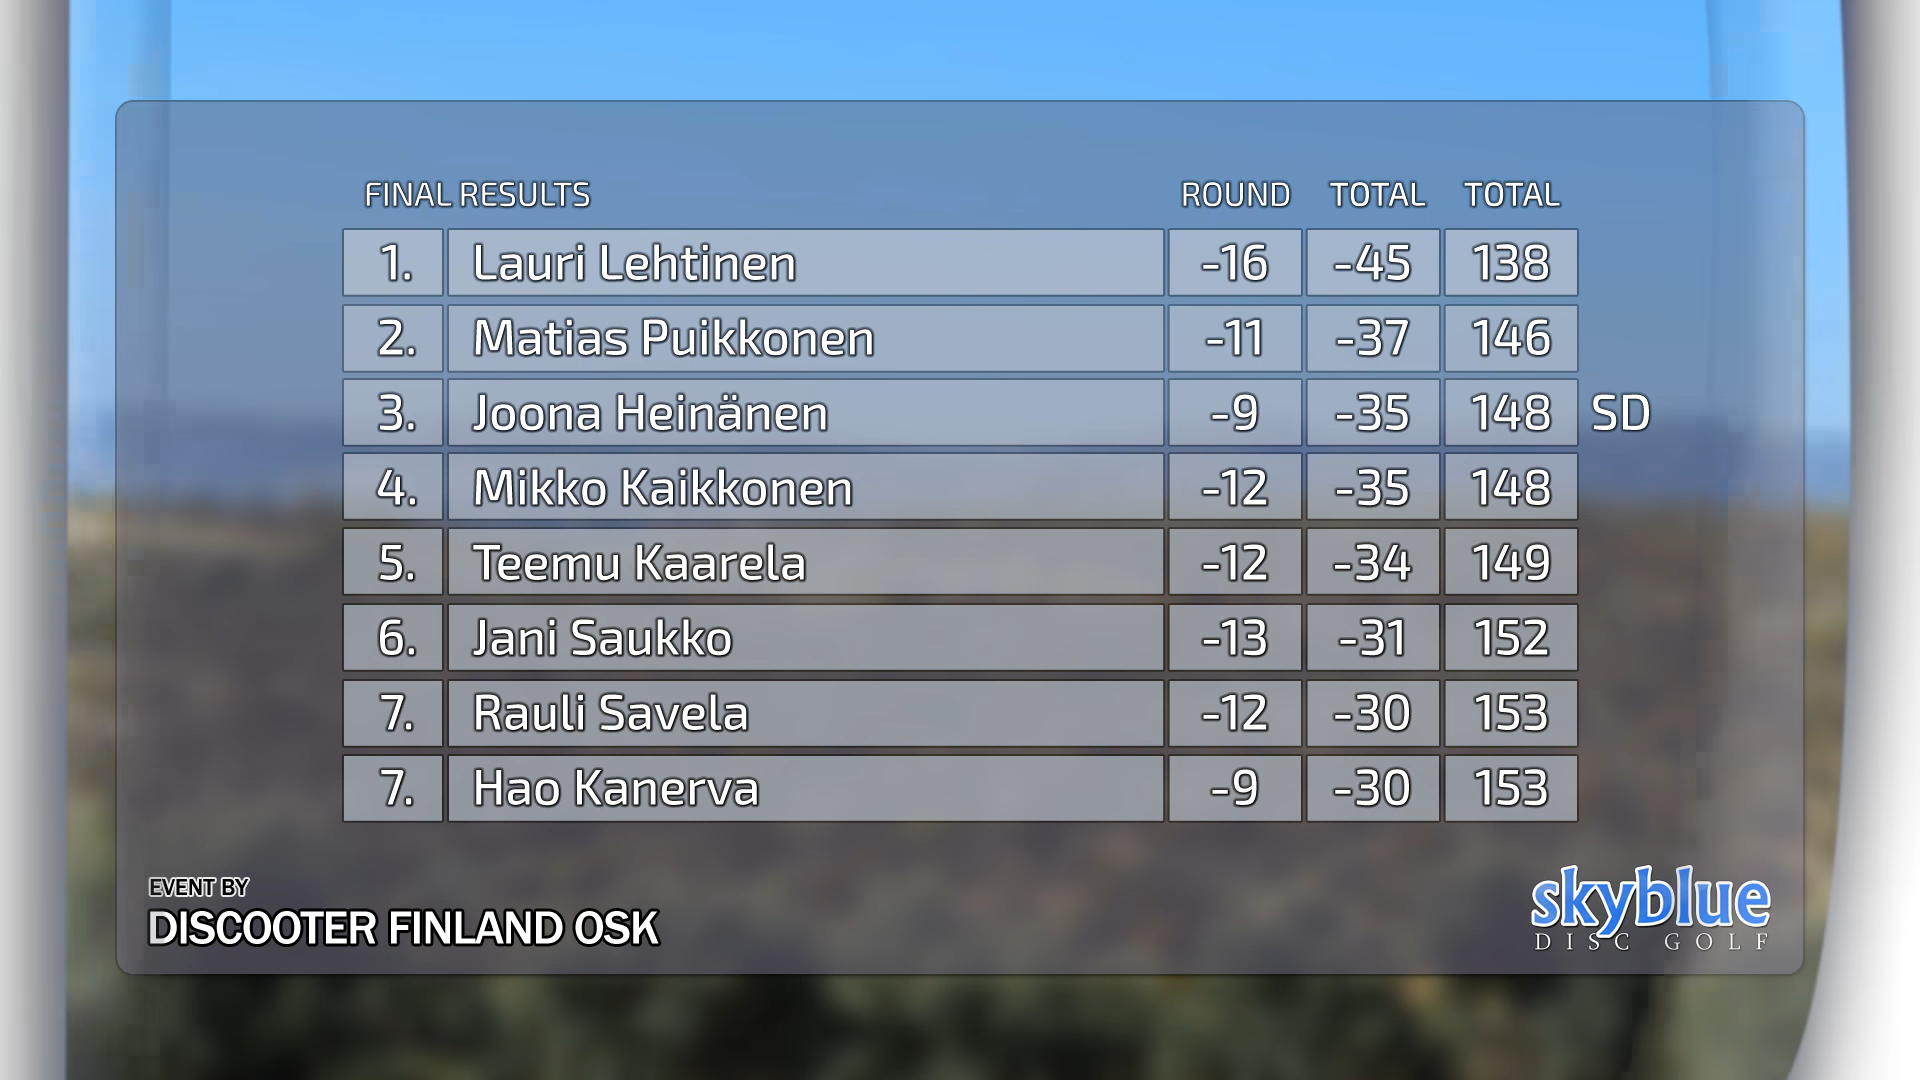 FINAL RESULTS ROUND TOTAL TOTAL
1. Lauri Lehtinen -16 -45 138
2. Matias Puikkonen -11 -37 146
3. Joona Heinänen -9 -35 148 SD
4. Mikko Kaikkonen -12 -35 148
5. Teemu Kaarela -12 -34 149
6. Jani Saukko -13 -31 152
7. Rauli Savela -12 -30 153
7. Hao Kanerva -9 -30 153
EVENT BY
DISCOOTER FINLAND OSK
skyblue
DISC GOLF